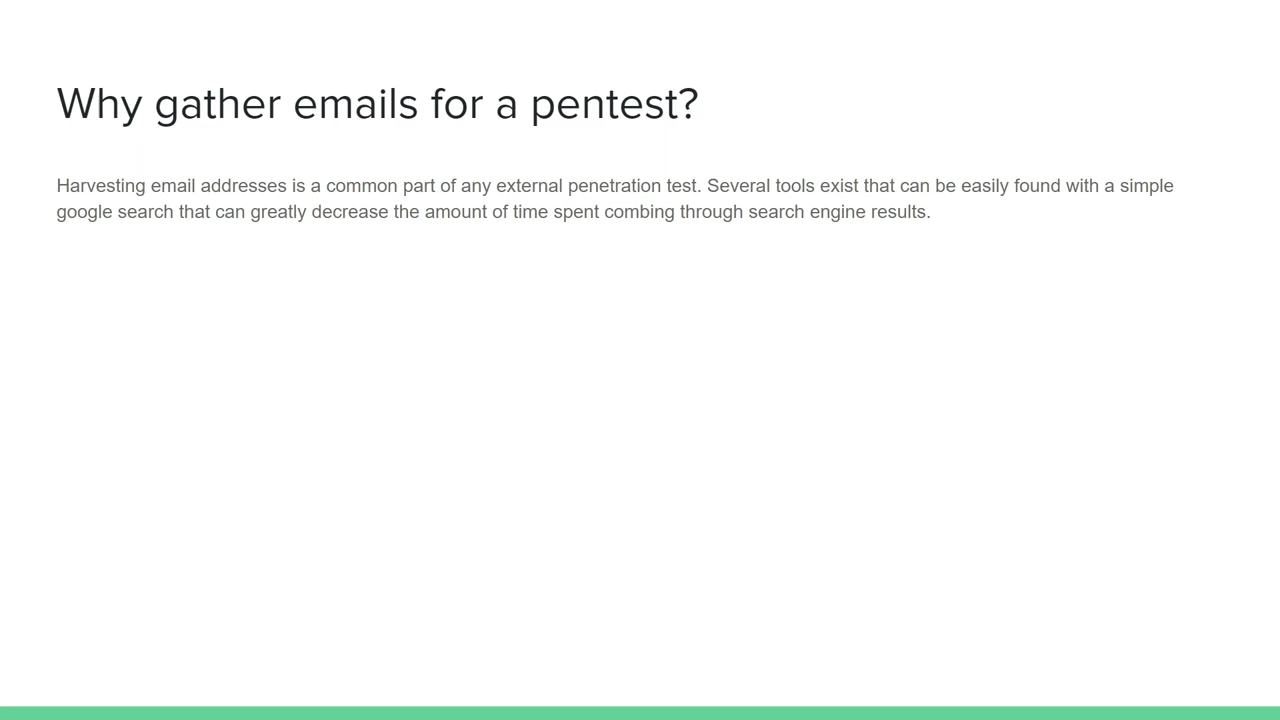 Why gather emails for a pentest?
Harvesting email addresses is a common part of any external penetration test. Several tools exist that can be easily found with a simple
google search that can greatly decrease the amount of time spent combing through search engine results.